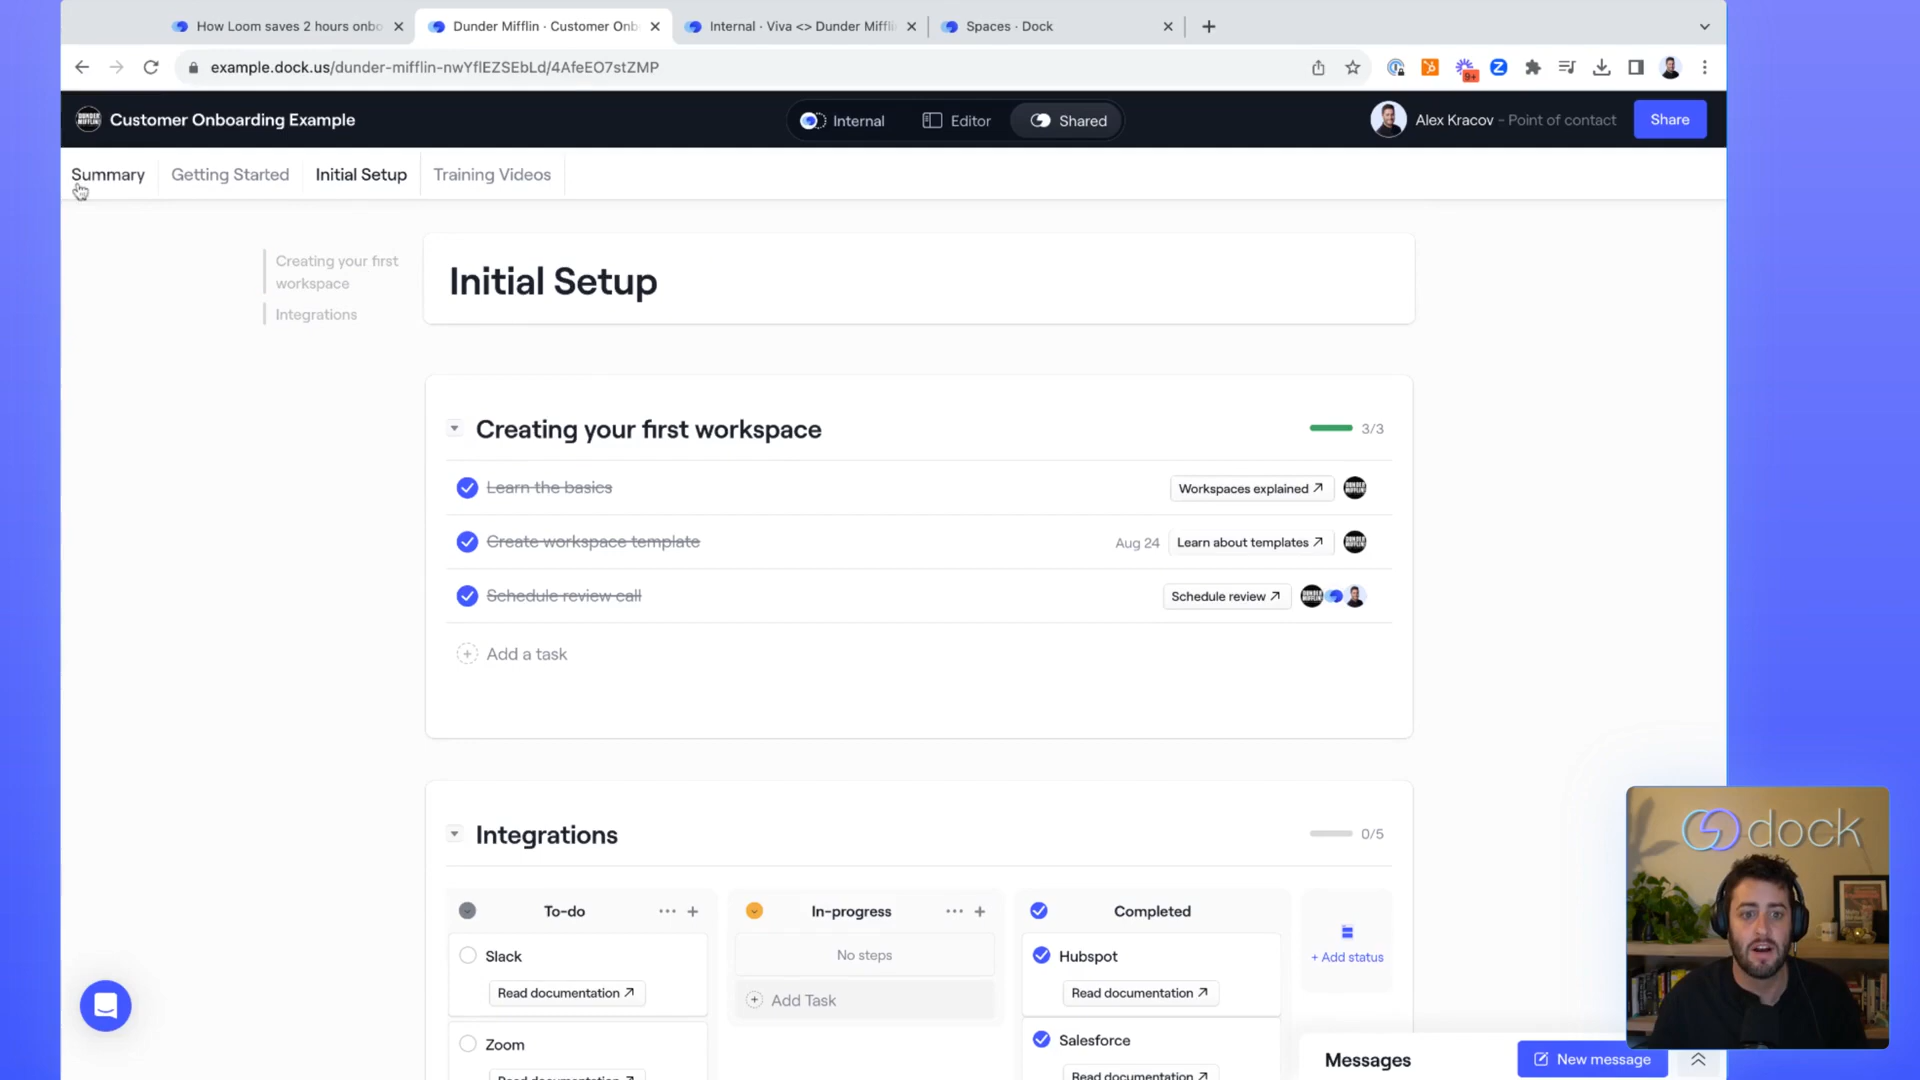 How Loom saves 2 hours onbo
Dunder Mifflin · Customer Onb
Internal · Viva <> Dunder Miffli
Spaces · Dock
example.dock.us/dunder-mifflin-nwYflEZSEbLd/4AfeEO7stZMP
9+
Customer Onboarding Example
Internal
Editor
Shared
Alex Kracov - Point of contact
Share
Summary
Getting Started
Initial Setup
Training Videos
Creating your first
workspace
Integrations
Initial Setup
Creating your first workspace
3/3
Learn the basics
Workspaces explained
Create workspace template
Aug 24
Learn about templates
Schedule review call
Schedule review
Add a task
Integrations
0/5
To-do
In-progress
Completed
+ Add status
Slack
Read documentation
No steps
Add Task
Hubspot
Read documentation
Zoom
Read documentation
Salesforce
Read documentation
Messages
New message
dock